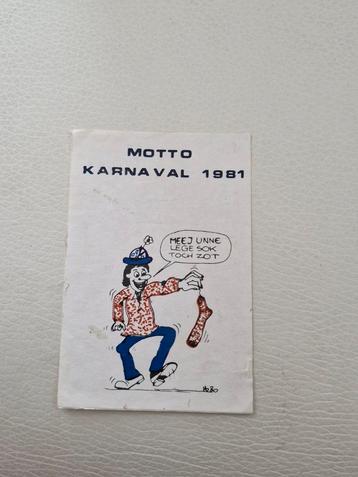 MOTTO
KARNAVAL 1981
MEEJ UNNE
LEGE SOK
TOCH ZOT